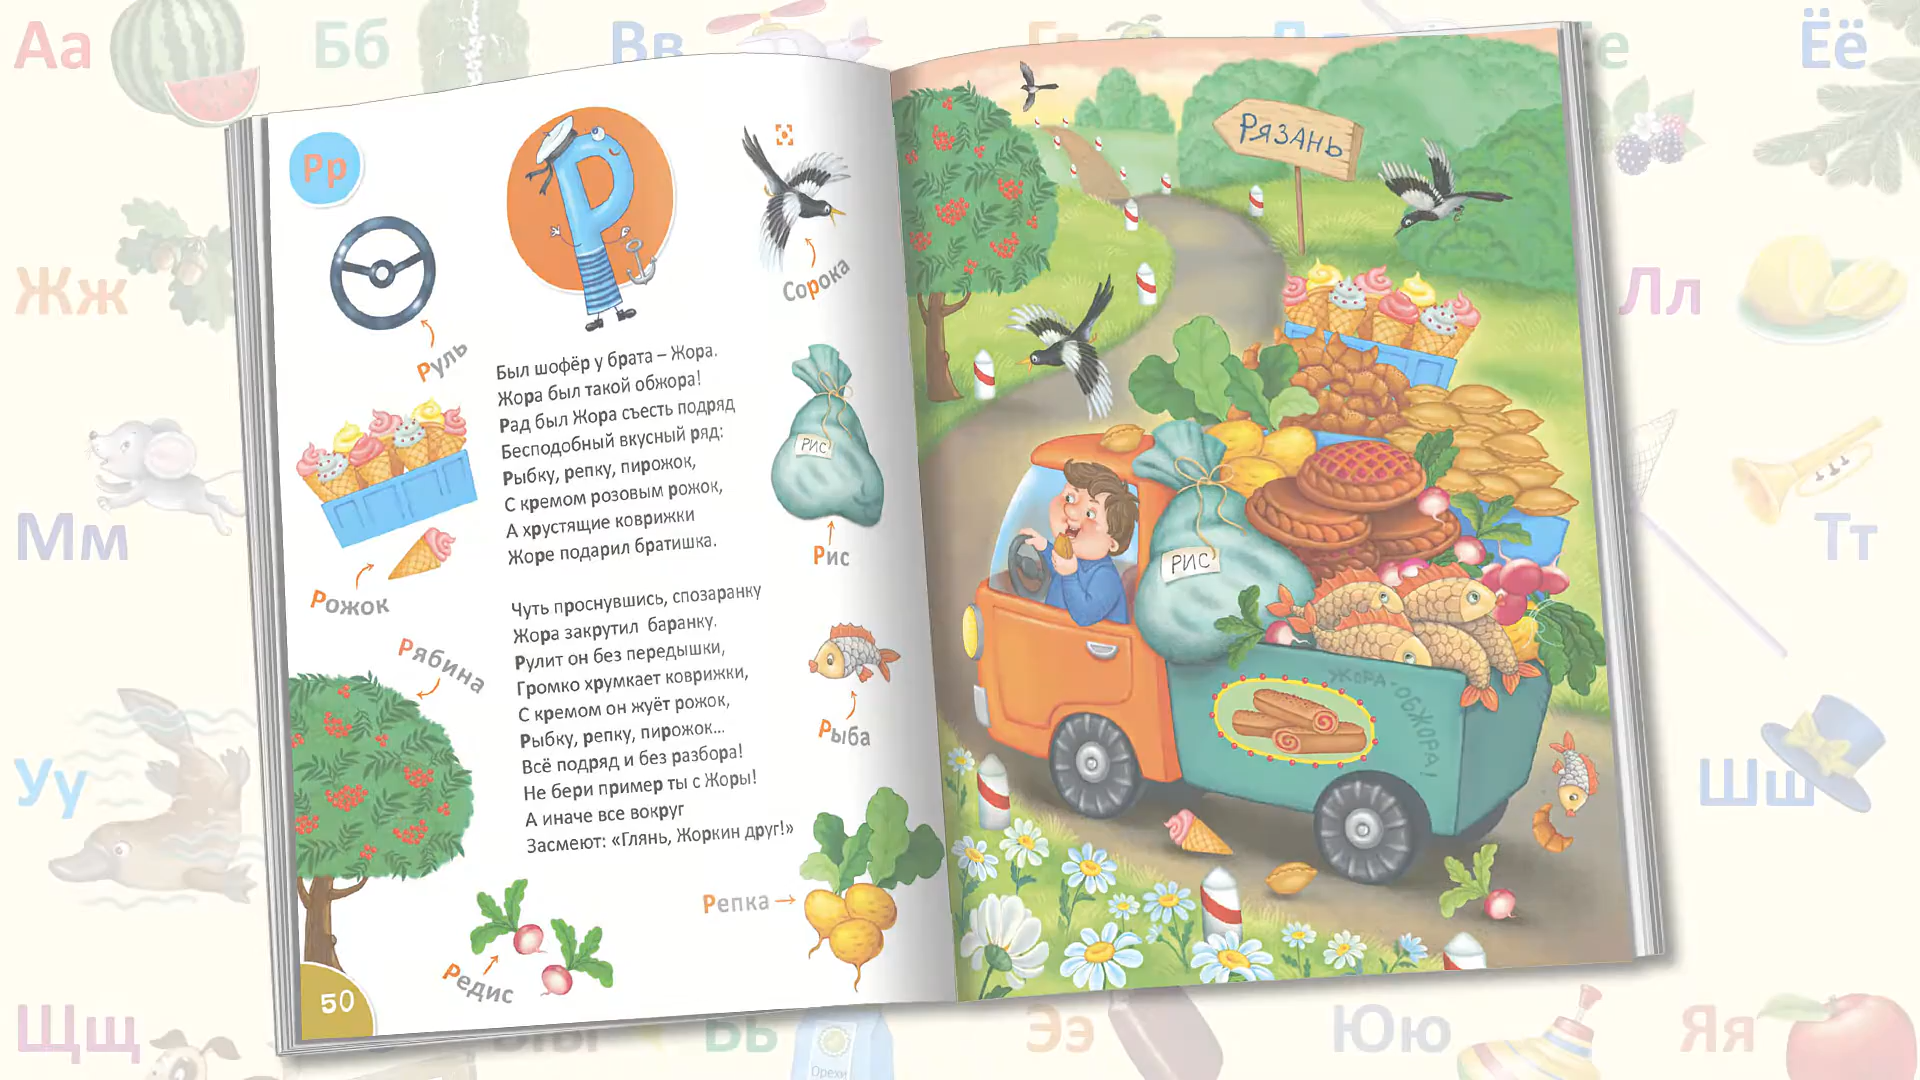 Аа
Бб
Вв
Ёё
Жж
Лл
Мм
Тт
Уу
Шш
Щщ
Ээ
Юю
Яя
Орехи
Рр
Руль
Сорока
Рожок
Рис
РИС
Рябина
Рыба
Репка
Редис
Был шофёр у брата – Жора.
Жора был такой обжора!
Рад был Жора съесть подряд
Бесподобный вкусный ряд:
Рыбку, репку, пирожок,
С кремом розовым рожок,
А хрустящие коврижки
Жоре подарил братишка.
Чуть проснувшись, спозаранку
Жора закрутил баранку.
Рулит он без передышки,
Громко хрумкает коврижки,
С кремом он жуёт рожок,
Рыбку, репку, пирожок...
Всё подряд и без разбора!
Не бери пример ты с Жоры!
А иначе все вокруг
Засмеют: «Глянь, Жоркин друг!»
50
РЯЗАНЬ
РИС
ЖОРА-ОБЖОРА!